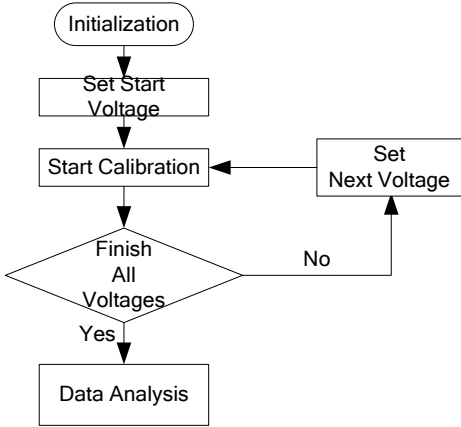 Initialization
Set Start
Voltage
Start Calibration
Set
Next Voltage
Finish
All
Voltages
No
Yes
Data Analysis